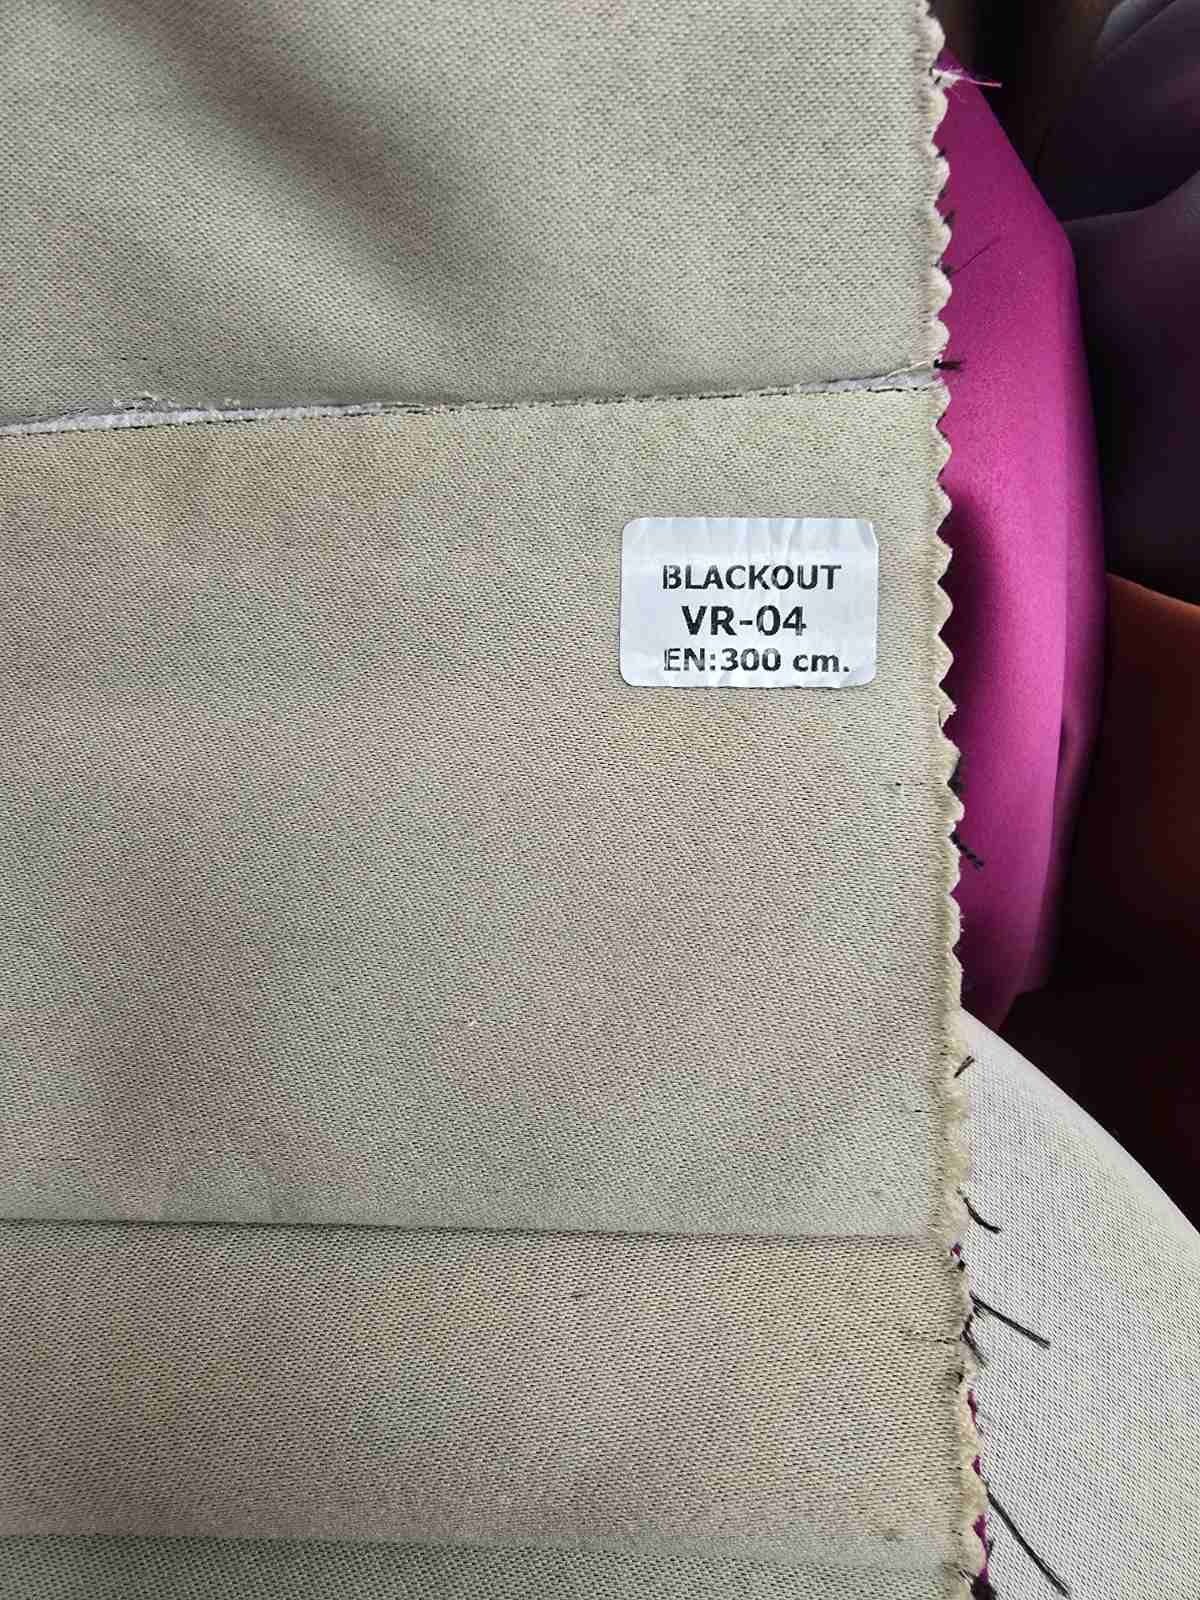 BLACKOUT
VR-04
EN:300 cm.